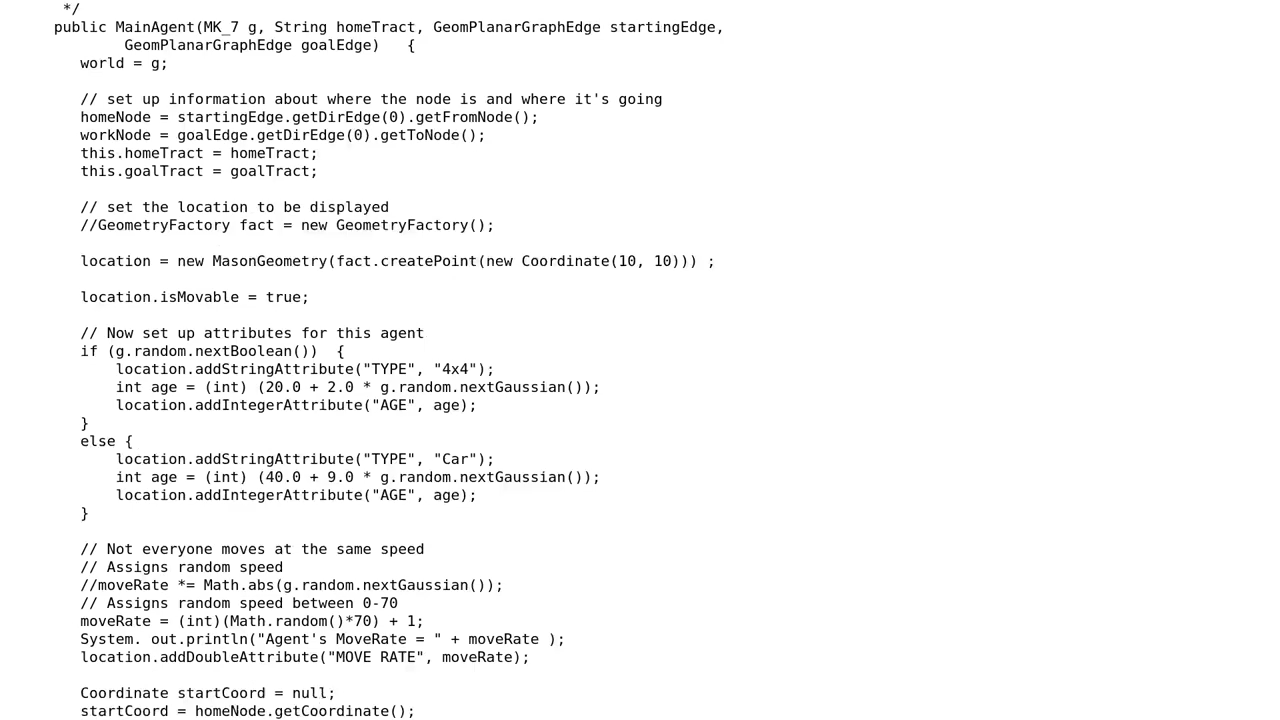 */
public MainAgent(MK_7 g, String homeTract, GeomPlanarGraphEdge startingEdge,
GeomPlanarGraphEdge goalEdge)   {
world = g;
// set up information about where the node is and where it's going
homeNode = startingEdge.getDirEdge(0).getFromNode();
workNode = goalEdge.getDirEdge(0).getToNode();
this.homeTract = homeTract;
this.goalTract = goalTract;
// set the location to be displayed
//GeometryFactory fact = new GeometryFactory();
location = new MasonGeometry(fact.createPoint(new Coordinate(10, 10))) ;
location.isMovable = true;
// Now set up attributes for this agent
if (g.random.nextBoolean())  {
location.addStringAttribute("TYPE", "4x4");
int age = (int) (20.0 + 2.0 * g.random.nextGaussian());
location.addIntegerAttribute("AGE", age);
}
else {
location.addStringAttribute("TYPE", "Car");
int age = (int) (40.0 + 9.0 * g.random.nextGaussian());
location.addIntegerAttribute("AGE", age);
}
// Not everyone moves at the same speed
// Assigns random speed
//moveRate *= Math.abs(g.random.nextGaussian());
// Assigns random speed between 0-70
moveRate = (int)(Math.random()*70) + 1;
System. out.println("Agent's MoveRate = " + moveRate );
location.addDoubleAttribute("MOVE RATE", moveRate);
Coordinate startCoord = null;
startCoord = homeNode.getCoordinate();